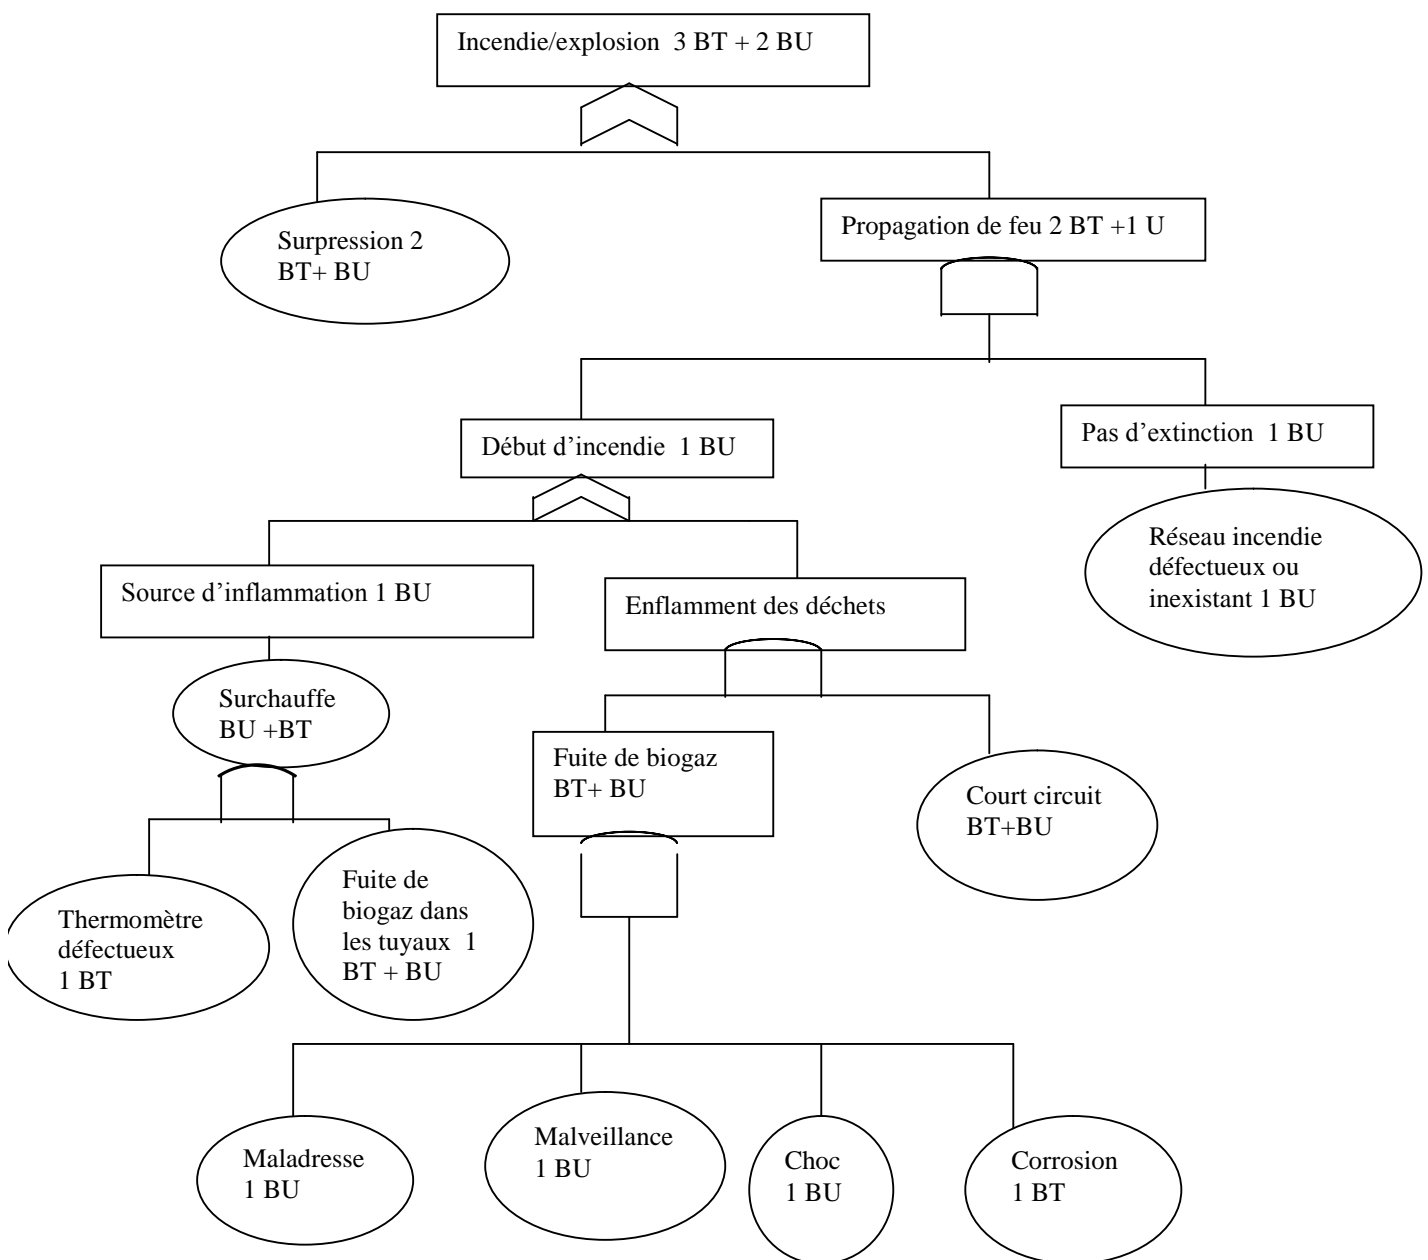 Incendie/explosion 3 BT + 2 BU
Surpression 2
BT+ BU
Propagation de feu 2 BT +1 U
Début d’incendie 1 BU
Pas d’extinction 1 BU
Source d’inflammation 1 BU
Enflamment des déchets
Réseau incendie
défectueux ou
inexistant 1 BU
Surchauffe
BU +BT
Fuite de biogaz
BT+ BU
Court circuit
BT+BU
Thermomètre
défectueux
1 BT
Fuite de
biogaz dans
les tuyaux 1
BT + BU
Maladresse
1 BU
Malveillance
1 BU
Choc
1 BU
Corrosion
1 BT